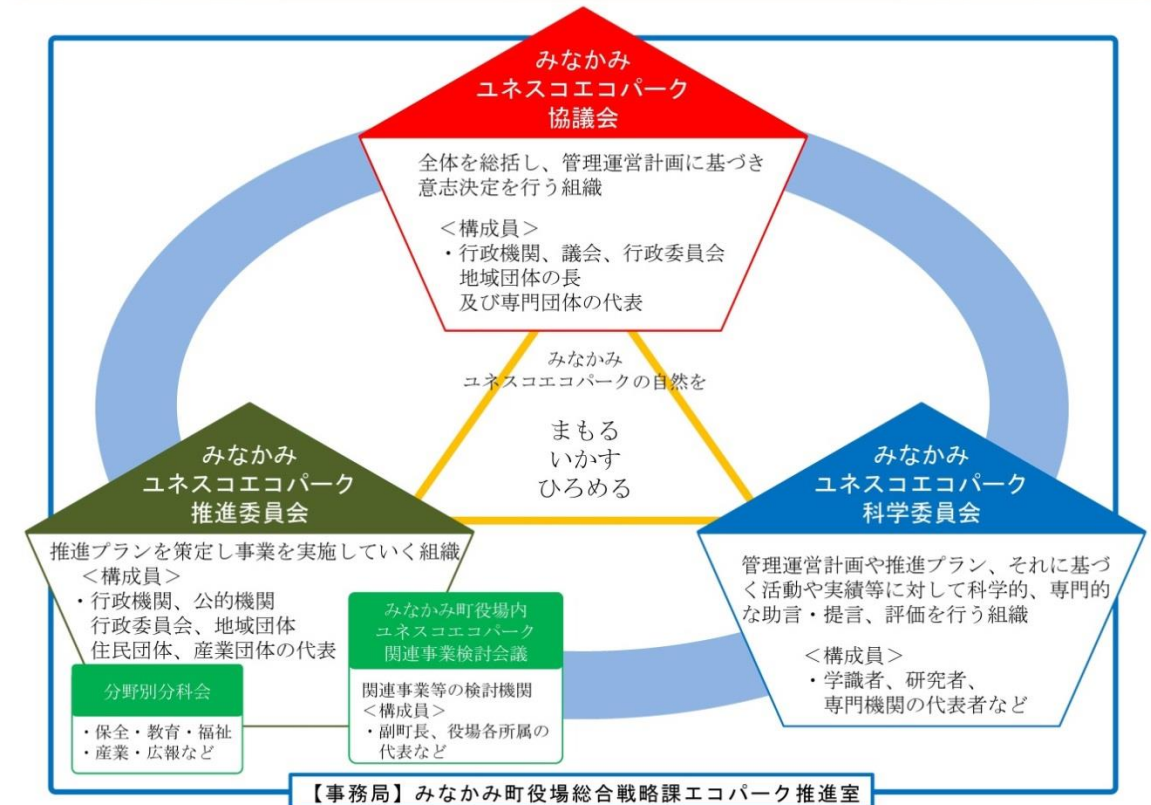 みなかみ
ユネスコエコパーク
協議会
全体を総括し、管理運営計画に基づき
意志決定を行う組織
＜構成員＞
・行政機関、議会、行政委員会
地域団体の長
及び専門団体の代表
みなかみ
ユネスコエコパークの自然を
まもる
いかす
ひろめる
みなかみ
ユネスコエコパーク
推進委員会
推進プランを策定し事業を実施していく組織
＜構成員＞
・行政機関、公的機関
行政委員会、地域団体
住民団体、産業団体の代表
分野別分科会
・保全・教育・福祉
・産業・広報など
みなかみ町役場内
ユネスコエコパーク
関連事業検討会議
関連事業等の検討機関
＜構成員＞
・副町長、役場各所属の
代表など
みなかみ
ユネスコエコパーク
科学委員会
管理運営計画や推進プラン、それに基づ
く活動や実績等に対して科学的、専門的
な助言・提言、評価を行う組織
＜構成員＞
・学識者、研究者、
専門機関の代表者など
【事務局】みなかみ町役場総合戦略課エコパーク推進室